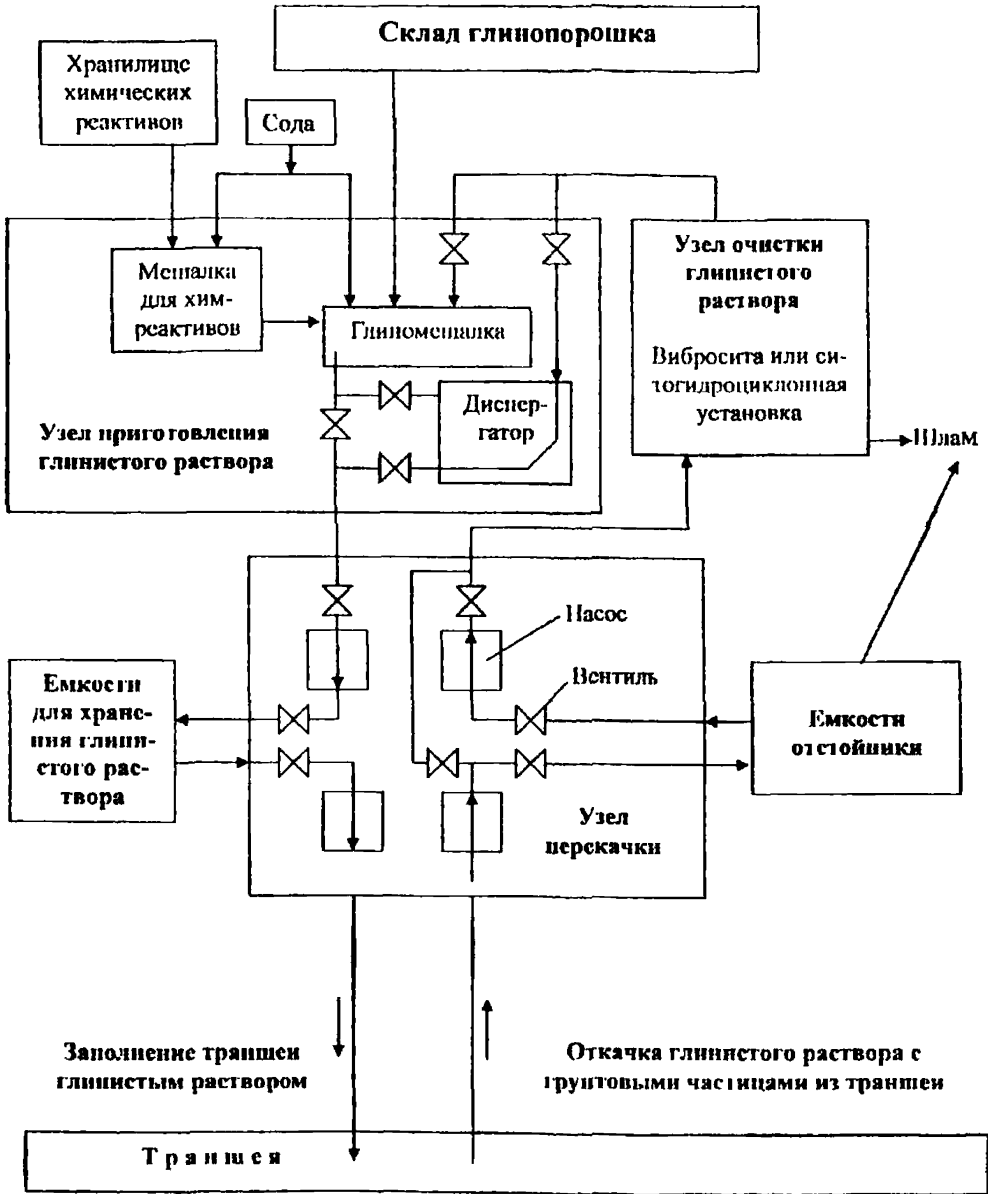 Склад глинопорошка
Хранилище
химических
реактивов
Сода
Мешалка
для хим-
реактивов
Глиномешалка
Диспер-
гатор
Узел приготовления
глинистого раствора
Узел очистки
глинистого
раствора
Вибросита или си-
тогидроциклонная
установка
Шлам
Насос
Вентиль
Емкости
для хране-
ния глини-
стого рас-
твора
Емкости
отстойники
Узел
перекачки
Заполнение траншеи
глинистым раствором
Откачка глинистого раствора с
грунтовыми частицами из траншеи
Траншея